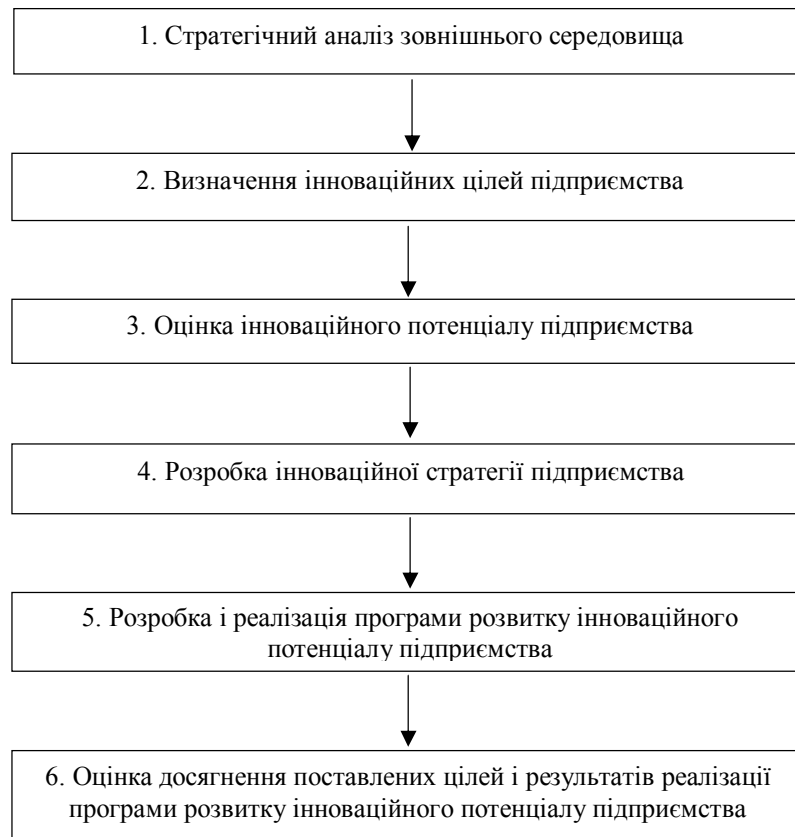 1. Стратегічний аналіз зовнішнього середовища
2. Визначення інноваційних цілей підприємства
3. Оцінка інноваційного потенціалу підприємства
4. Розробка інноваційної стратегії підприємства
5. Розробка і реалізація програми розвитку інноваційного
потенціалу підприємства
6. Оцінка досягнення поставлених цілей і результатів реалізації
програми розвитку інноваційного потенціалу підприємства